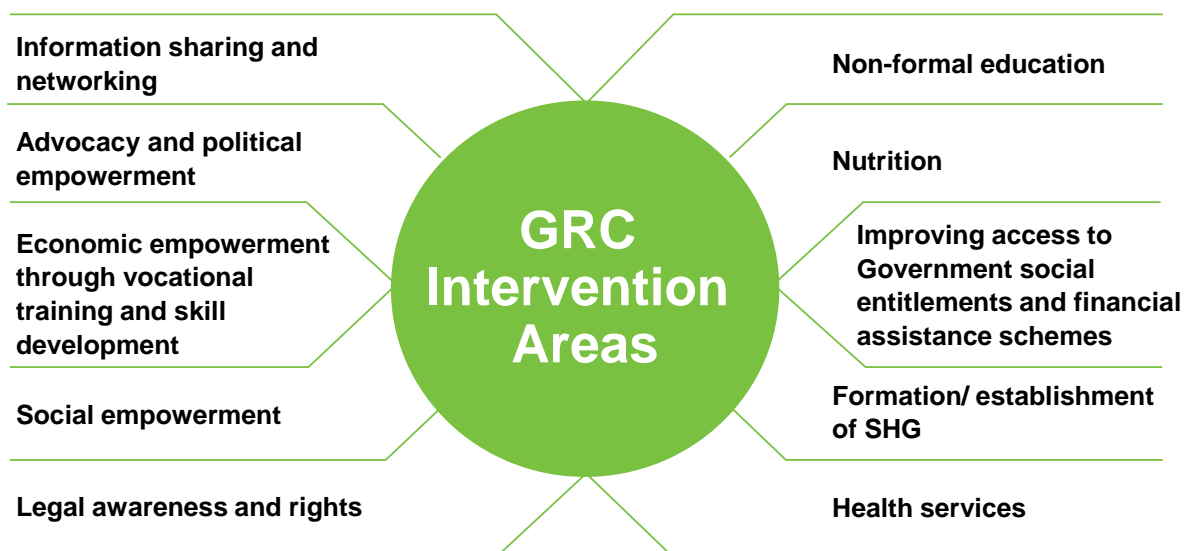 Information sharing and
networking
Advocacy and political
empowerment
Economic empowerment
through vocational
training and skill
development
Social empowerment
Legal awareness and rights
GRC
Intervention
Areas
Non-formal education
Nutrition
Improving access to
Government social
entitlements and financial
assistance schemes
Formation/ establishment
of SHG
Health services